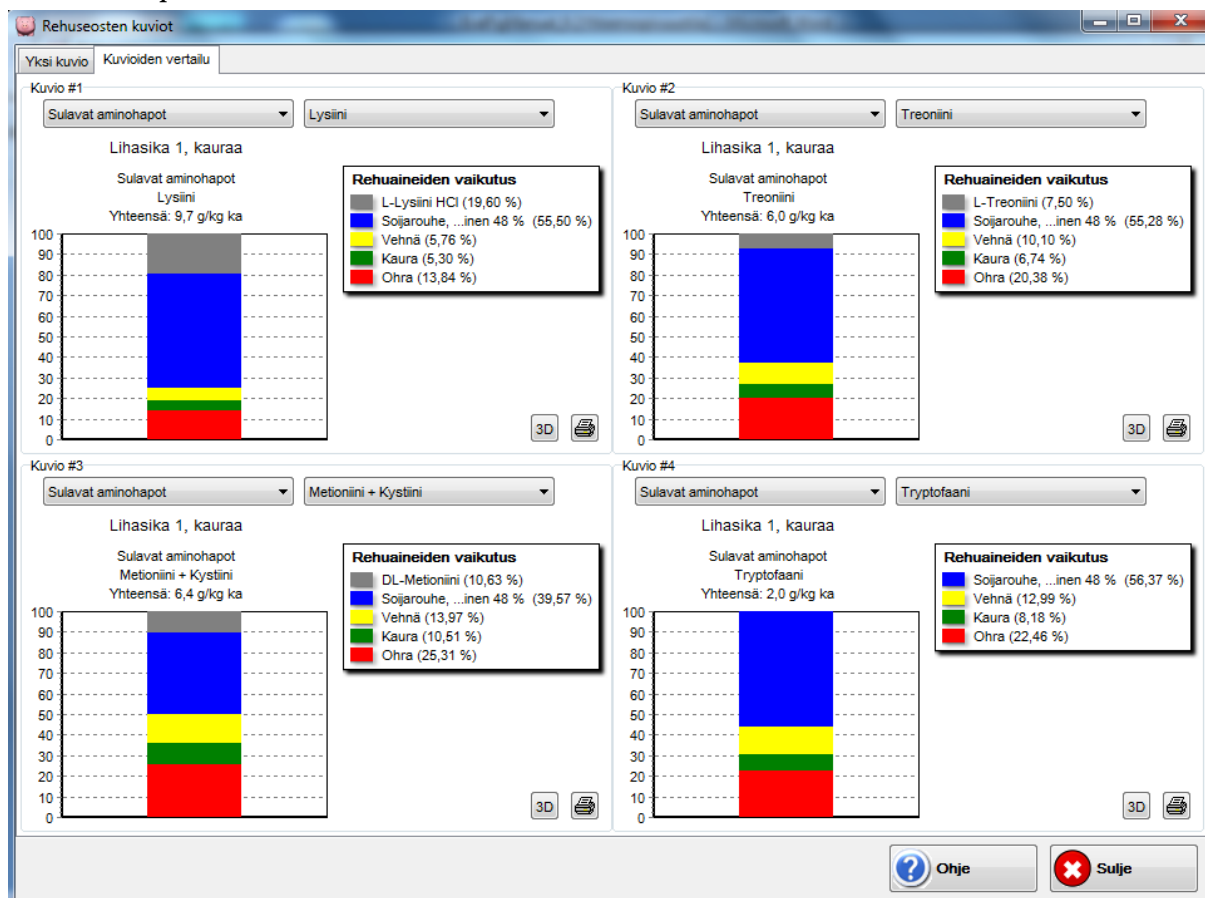 Rehuseosten kuviot
Yksi kuvio
Kuvioiden vertailu
Kuvio #1
Sulavat aminohapot
Lysiini
Lihasika 1, kauraa
Sulavat aminohapot
Lysiini
Yhteensä: 9,7 g/kg ka
100
90
80
70
60
50
40
30
20
10
0
Rehuaineiden vaikutus
L-Lysiini HCl (19,60 %)
Soijarouhe, ...inen 48 % (55,50 %)
Vehnä (5,76 %)
Kaura (5,30 %)
Ohra (13,84 %)
3D
Kuvio #2
Sulavat aminohapot
Treoniini
Lihasika 1, kauraa
Sulavat aminohapot
Treoniini
Yhteensä: 6,0 g/kg ka
100
90
80
70
60
50
40
30
20
10
0
Rehuaineiden vaikutus
L-Treoniini (7,50 %)
Soijarouhe, ...inen 48 % (55,28 %)
Vehnä (10,10 %)
Kaura (6,74 %)
Ohra (20,38 %)
3D
Kuvio #3
Sulavat aminohapot
Metioniini + Kystiini
Lihasika 1, kauraa
Sulavat aminohapot
Metioniini + Kystiini
Yhteensä: 6,4 g/kg ka
100
90
80
70
60
50
40
30
20
10
0
Rehuaineiden vaikutus
DL-Metioniini (10,63 %)
Soijarouhe, ...inen 48 % (39,57 %)
Vehnä (13,97 %)
Kaura (10,51 %)
Ohra (25,31 %)
3D
Kuvio #4
Sulavat aminohapot
Tryptofaani
Lihasika 1, kauraa
Sulavat aminohapot
Tryptofaani
Yhteensä: 2,0 g/kg ka
100
90
80
70
60
50
40
30
20
10
0
Rehuaineiden vaikutus
Soijarouhe, ...inen 48 % (56,37 %)
Vehnä (12,99 %)
Kaura (8,18 %)
Ohra (22,46 %)
3D
Ohje
Sulje